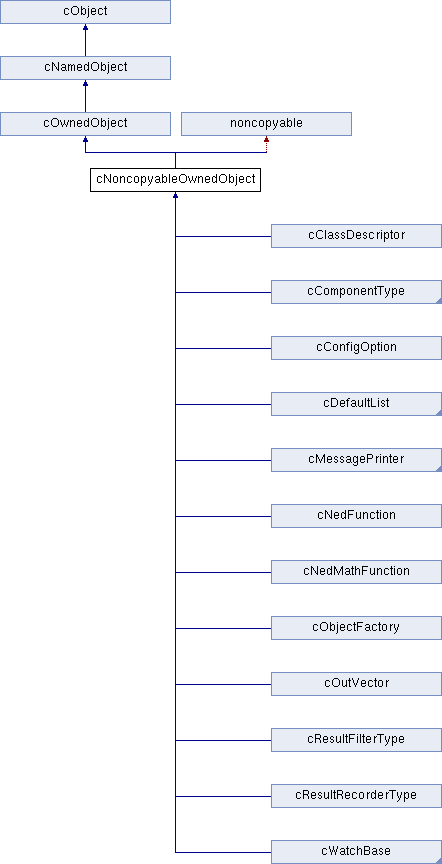 cObject
cNamedObject
cOwnedObject
noncopyable
cNoncopyableOwnedObject
cClassDescriptor
cComponentType
cConfigOption
cDefaultList
cMessagePrinter
cNedFunction
cNedMathFunction
cObjectFactory
cOutVector
cResultFilterType
cResultRecorderType
cWatchBase